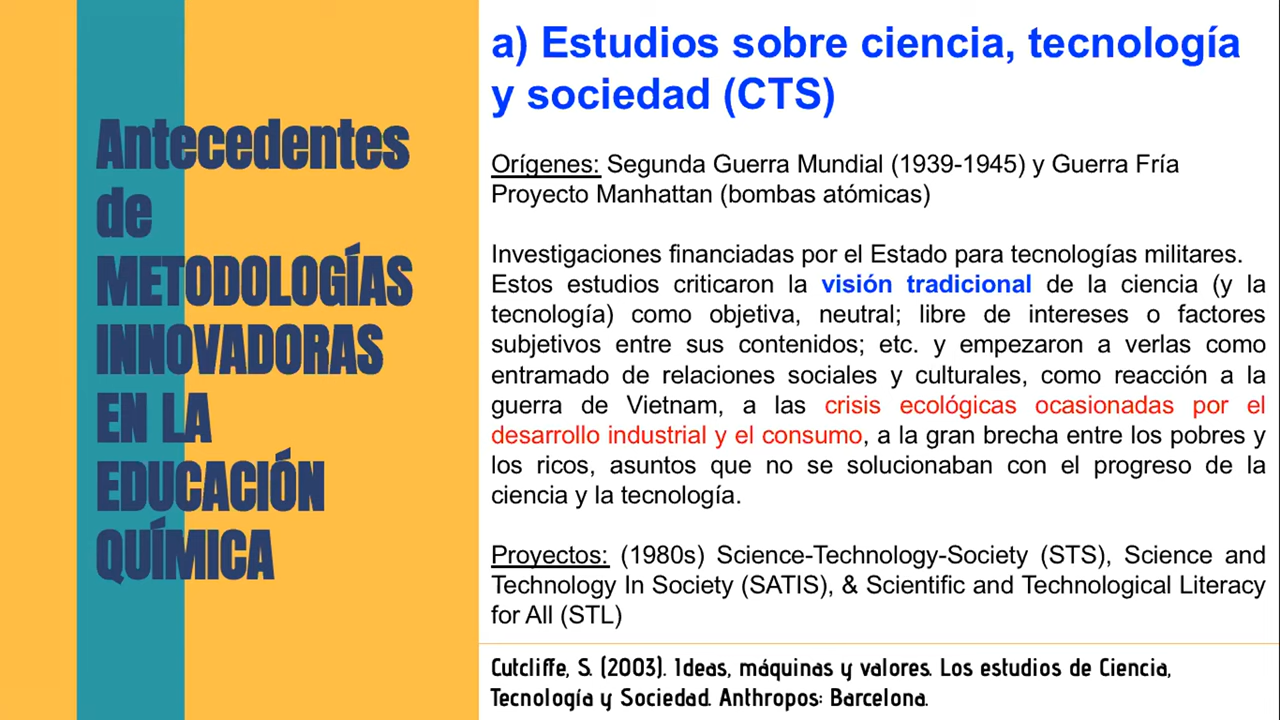 Antecedentes
de
METODOLOGÍAS
INNOVADORAS
EN LA
EDUCACIÓN
QUÍMICA
a) Estudios sobre ciencia, tecnología
y sociedad (CTS)
Orígenes: Segunda Guerra Mundial (1939-1945) y Guerra Fría
Proyecto Manhattan (bombas atómicas)
Investigaciones financiadas por el Estado para tecnologías militares.
Estos estudios criticaron la visión tradicional de la ciencia (y la
tecnología) como objetiva, neutral; libre de intereses o factores
subjetivos entre sus contenidos; etc. y empezaron a verlas como
entramado de relaciones sociales y culturales, como reacción a la
guerra de Vietnam, a las crisis ecológicas ocasionadas por el
desarrollo industrial y el consumo, a la gran brecha entre los pobres y
los ricos, asuntos que no se solucionaban con el progreso de la
ciencia y la tecnología.
Proyectos: (1980s) Science-Technology-Society (STS), Science and
Technology In Society (SATIS), & Scientific and Technological Literacy
for All (STL)
Cutcliffe, S. (2003). Ideas, máquinas y valores. Los estudios de Ciencia,
Tecnología y Sociedad. Anthropos: Barcelona.